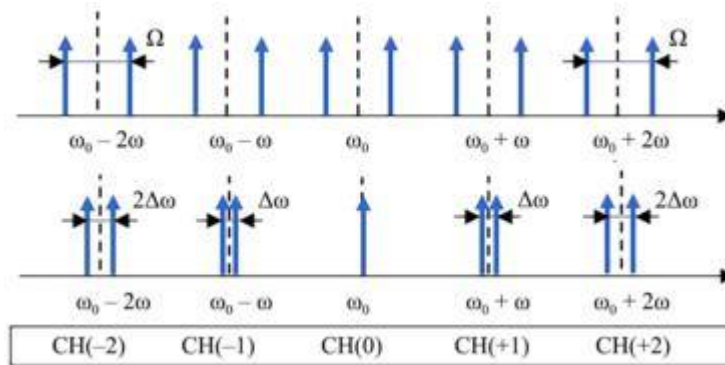 Ω Ω
ω₀ – 2ω ω₀ – ω ω₀ ω₀ + ω ω₀ + 2ω
2Δω Δω Δω 2Δω
ω₀ – 2ω ω₀ – ω ω₀ ω₀ + ω ω₀ + 2ω
CH(–2) CH(–1) CH(0) CH(+1) CH(+2)